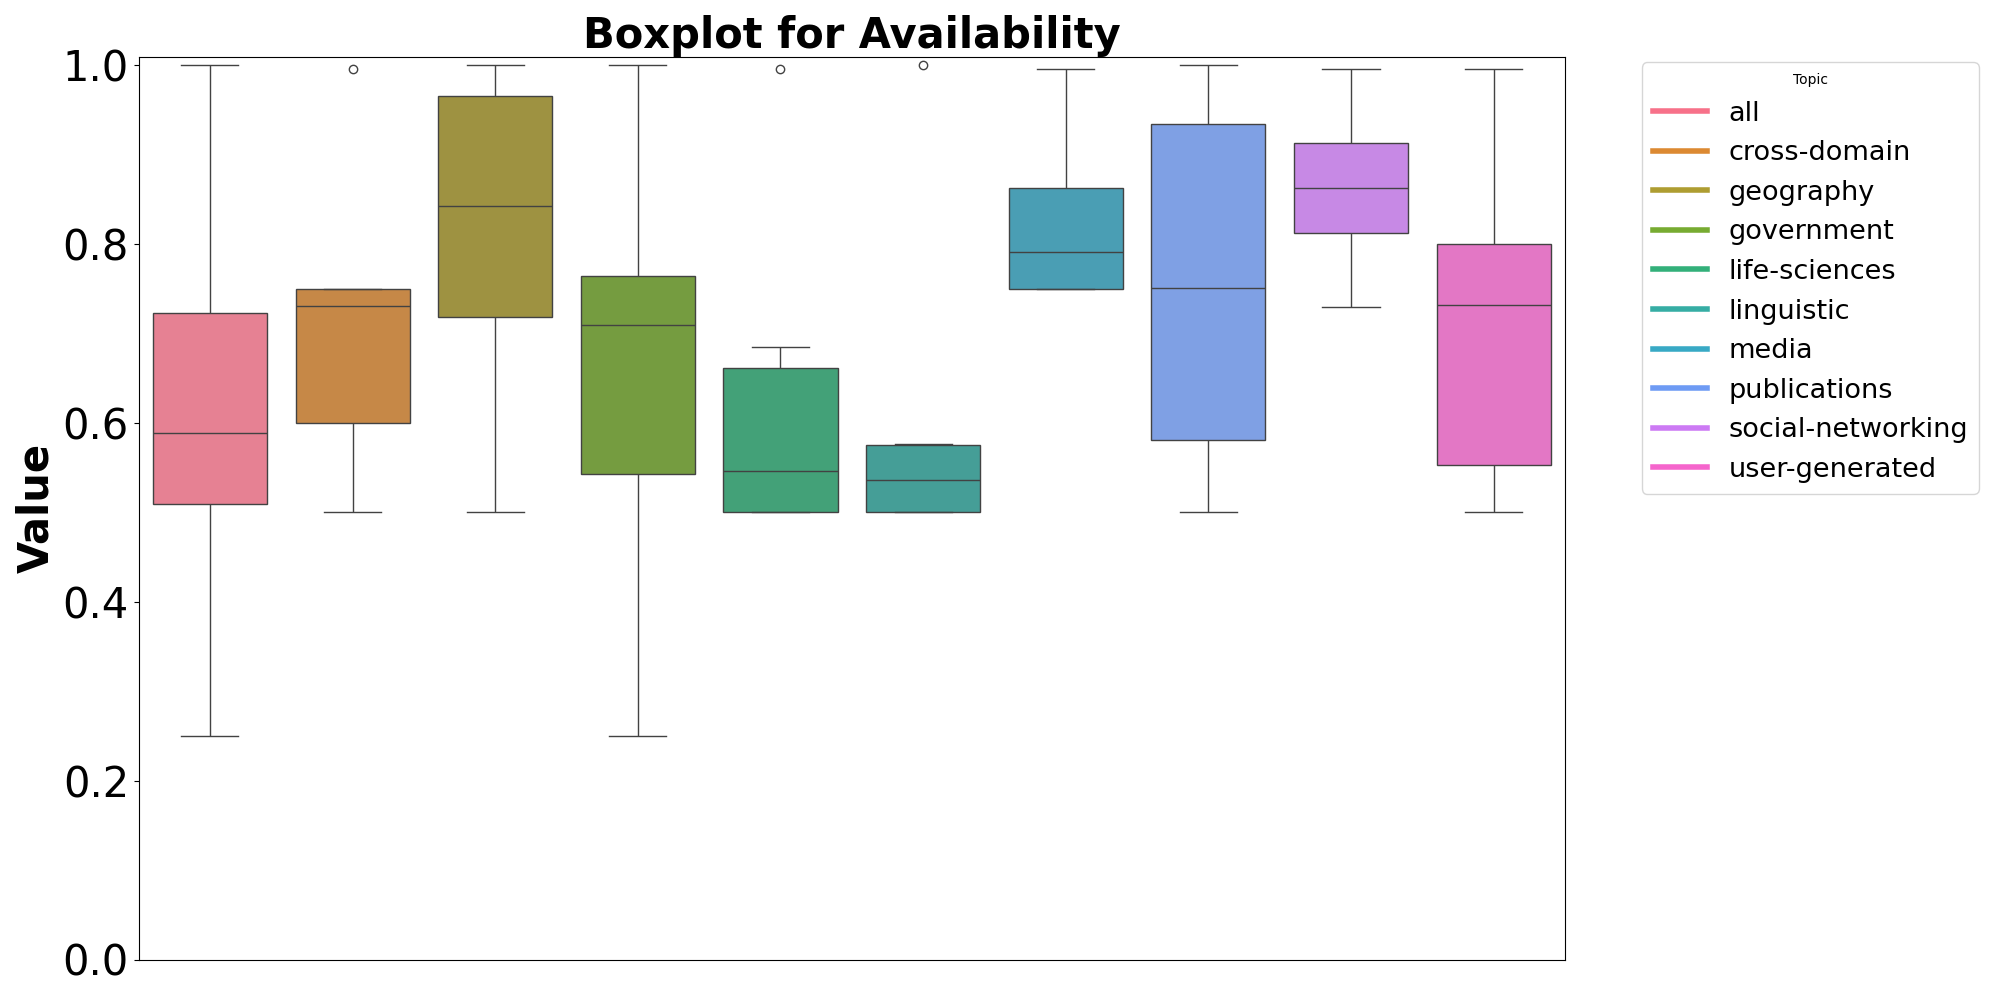 Boxplot for Availability
Value
1.0
0.8
0.6
0.4
0.2
0.0
Topic
all
cross-domain
geography
government
life-sciences
linguistic
media
publications
social-networking
user-generated